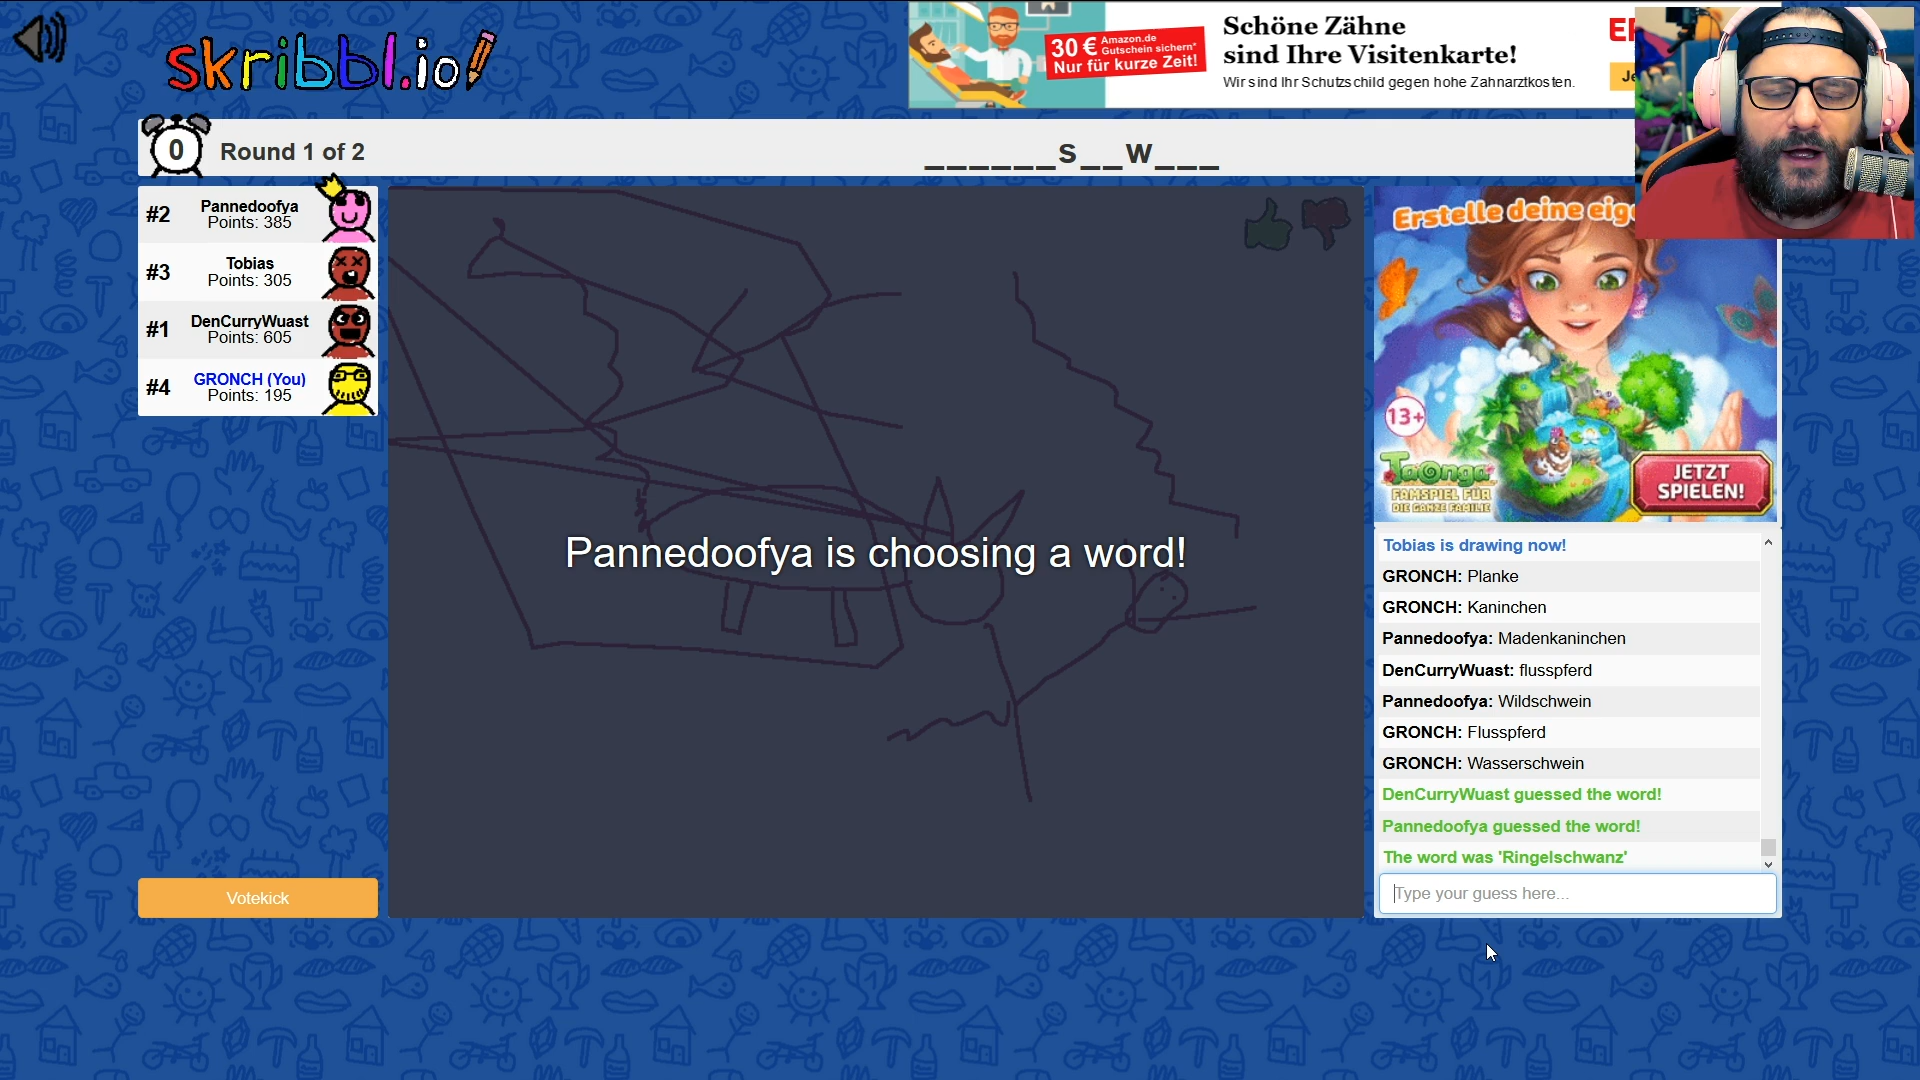 skribbl.io
30 € Amazon.de
Gutschein sichern*
Nur für kurze Zeit!
Schöne Zähne
sind Ihre Visitenkarte!
Wir sind Ihr Schutzschild gegen hohe Zahnarztkosten.
0
Round 1 of 2
______S__W___
#2
Pannedoofya
Points: 385
#3
Tobias
Points: 305
#1
DenCurryWuast
Points: 605
#4
GRONCH (You)
Points: 195
Votekick
Pannedoofya is choosing a word!
Erstelle deine eig
13+
Taonga
FARMSPIEL FÜR
DIE GANZE FAMILIE
JETZT
SPIELEN!
Tobias is drawing now!
GRONCH: Planke
GRONCH: Kaninchen
Pannedoofya: Madenkaninchen
DenCurryWuast: flusspferd
Pannedoofya: Wildschwein
GRONCH: Flusspferd
GRONCH: Wasserschwein
DenCurryWuast guessed the word!
Pannedoofya guessed the word!
The word was 'Ringelschwanz'
Type your guess here...